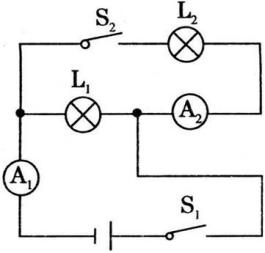 S₂ L₂
L₁ A₂
A₁
S₁